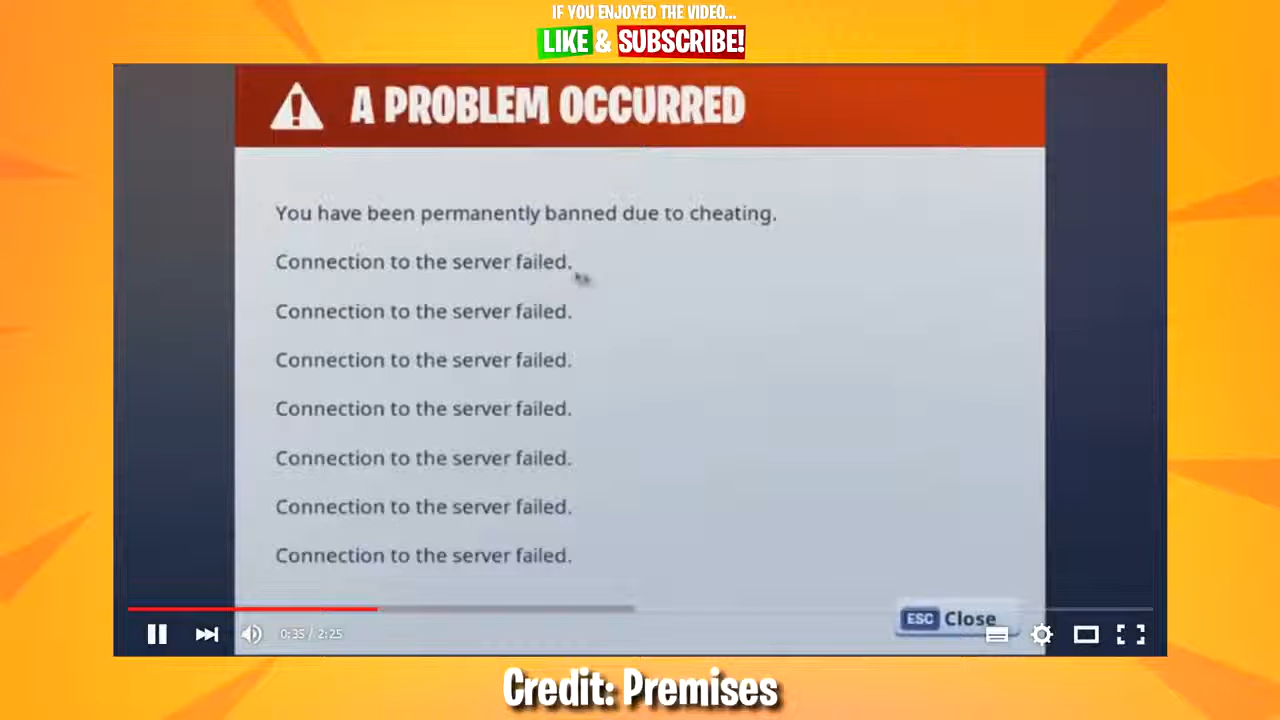 IF YOU ENJOYED THE VIDEO...
LIKE & SUBSCRIBE!
A PROBLEM OCCURRED
You have been permanently banned due to cheating.
Connection to the server failed.
Connection to the server failed.
Connection to the server failed.
Connection to the server failed.
Connection to the server failed.
Connection to the server failed.
Connection to the server failed.
ESC Close
0:35 / 2:25
Credit: Premises